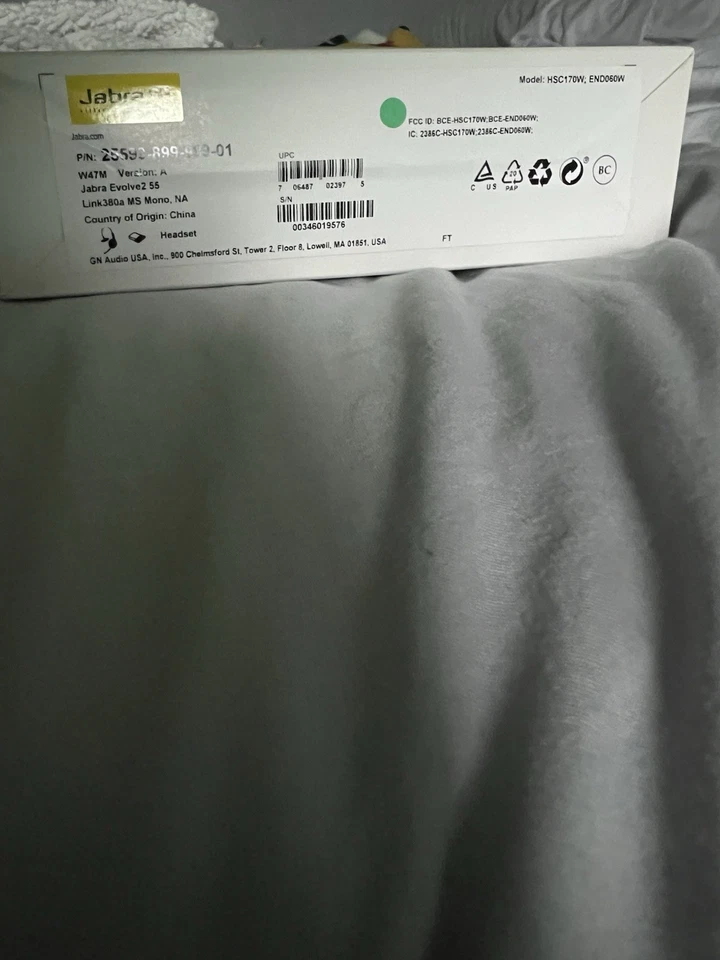 Jabra
Jabra.com
P/N:
W47M Version: A
Jabra Evolve2 55
Link380a MS Mono, NA
Country of Origin: China
Headset
GN Audio USA, Inc., 900 Chelmsford St, Tower 2, Floor 8, Lowell, MA 01851, USA
UPC
7 06487 02397 5
S/N
00346019576
Model: HSC170W; END060W
FCC ID: BCE-HSC170W;BCE-END060W;
IC: 2386C-HSC170W;2386C-END060W;
C US
20
PAP
®
BC
FT